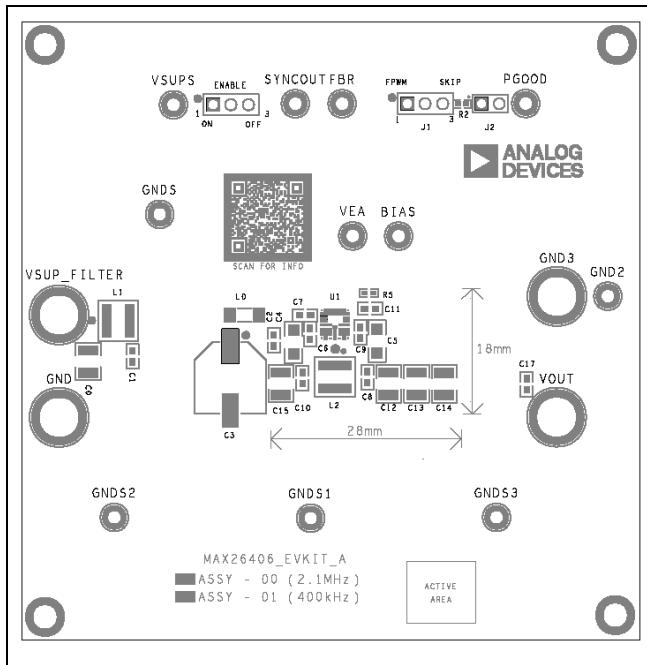 VSUPS
ENABLE
SYNCOUT
FBR
FPWM
SKIP
PGOOD
1
3
ON
OFF
1
3
R2
J1
J2
ANALOG
DEVICES
GNDS
VEA
BIAS
SCAN FOR INFO
VSUP_FILTER
GND3
GND2
L1
L0
C2
C4
C7
U1
R5
C11
C6
C9
C5
18mm
GND
C0
C1
C17
VOUT
C15
C10
L2
C8
C12
C13
C14
C3
28mm
GNDS2
GNDS1
GNDS3
MAX26406_EVKIT_A
ASSY - 00 (2.1MHz)
ASSY - 01 (400kHz)
ACTIVE
AREA